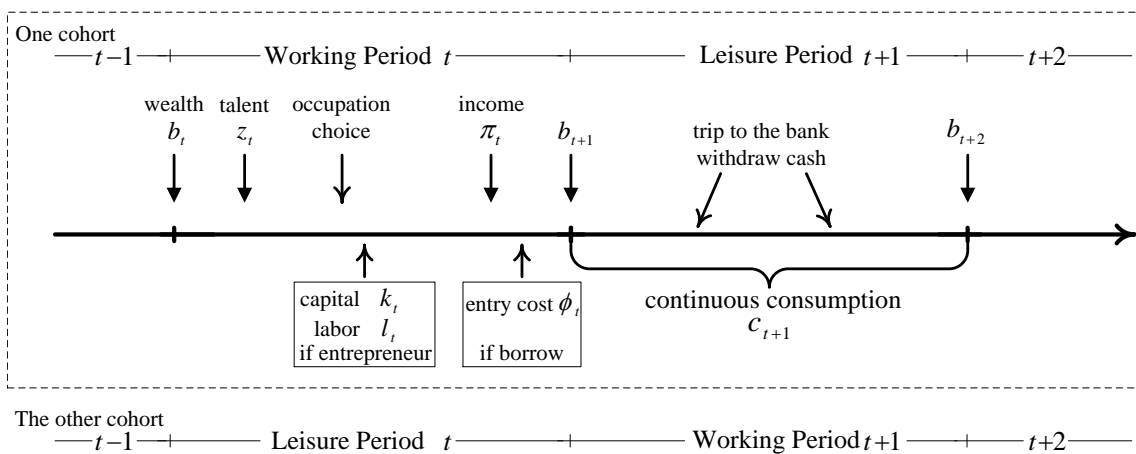 One cohort
t-1 Working Period t Leisure Period t+1 t+2
wealth talent occupation income trip to the bank
b_t z_t choice π_t b_{t+1} withdraw cash b_{t+2}
capital k_t entry cost ϕ_t continuous consumption
labor l_t c_{t+1}
if entrepreneur if borrow
The other cohort
t-1 Leisure Period t Working Period t+1 t+2